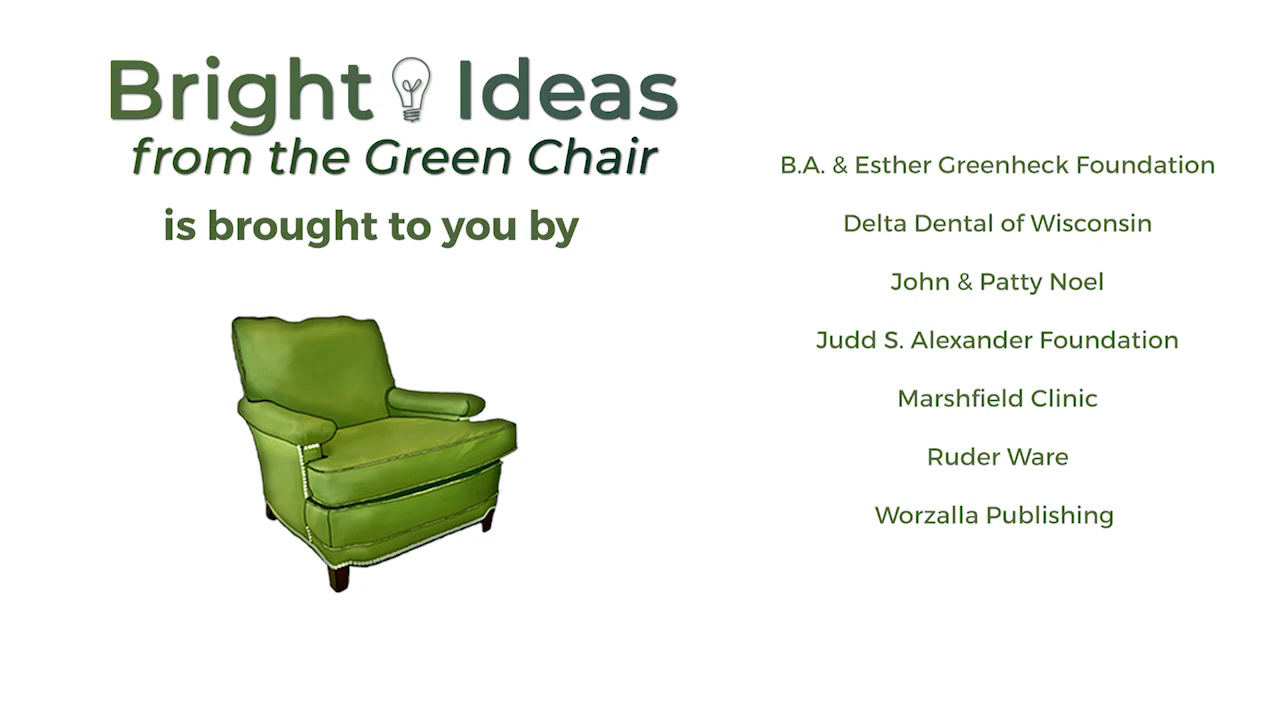 Bright Ideas
from the Green Chair
is brought to you by
B.A. & Esther Greenheck Foundation
Delta Dental of Wisconsin
John & Patty Noel
Judd S. Alexander Foundation
Marshfield Clinic
Ruder Ware
Worzalla Publishing